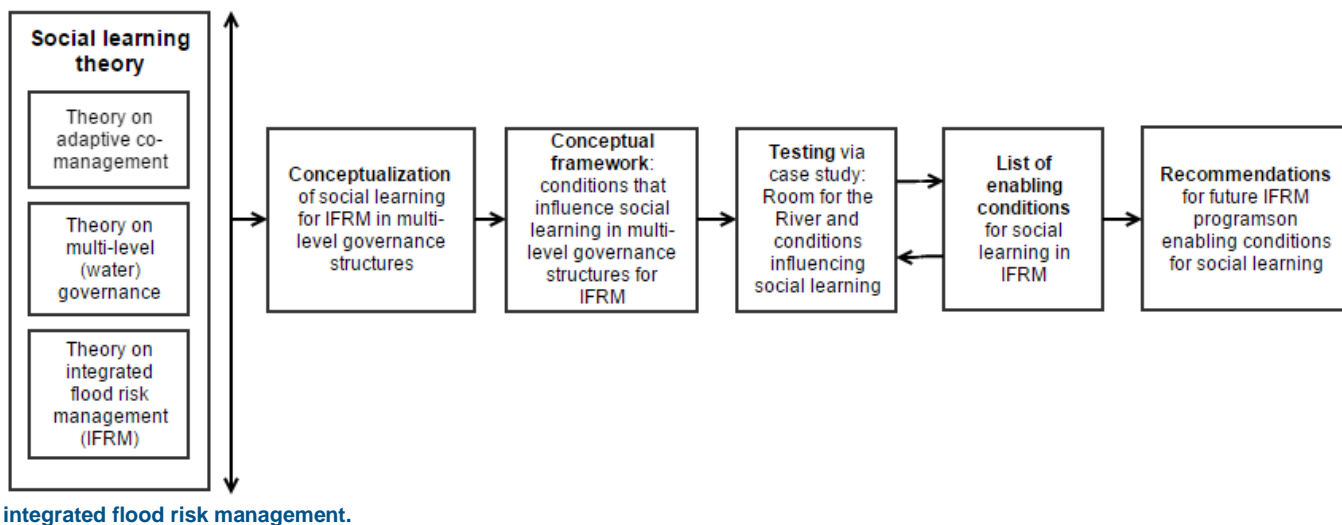 Social learning
theory
Theory on
adaptive co-
management
Theory on
multi-level
(water)
governance
Theory on
integrated
flood risk
management
(IFRM)
Conceptualization
of social learning
for IFRM in multi-
level governance
structures
Conceptual
framework:
conditions that
influence social
learning in multi-
level governance
structures for
IFRM
Testing via
case study:
Room for the
River and
conditions
influencing
social learning
List of
enabling
conditions
for social
learning in
IFRM
Recommendations
for future IFRM
programson
enabling conditions
for social learning
integrated flood risk management.